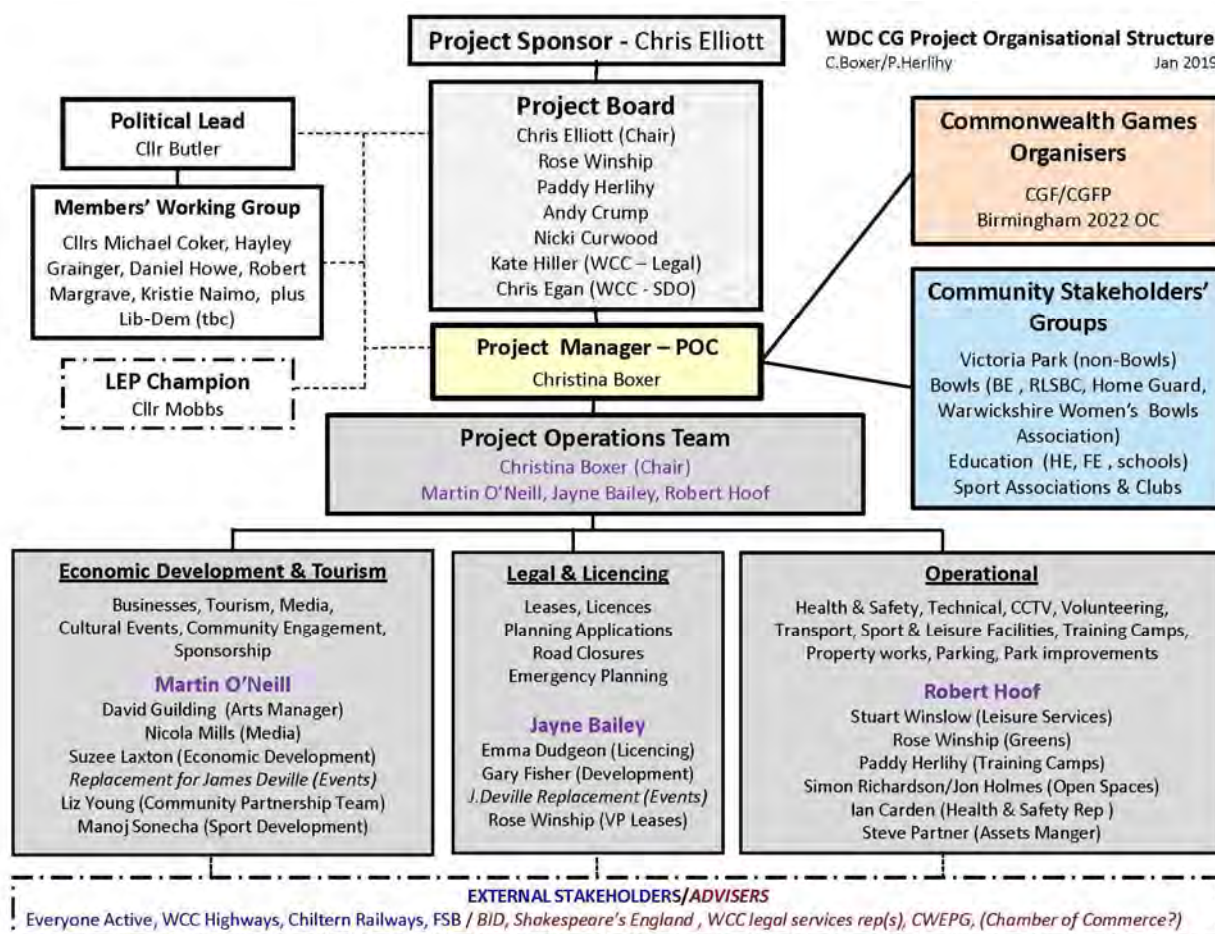 Project Sponsor - Chris Elliott
WDC CG Project Organisational Structure
C.Boxer/P.Herlihy Jan 2019
Project Board
Chris Elliott (Chair)
Rose Winship
Paddy Herlihy
Andy Crump
Nicki Curwood
Kate Hiller (WCC – Legal)
Chris Egan (WCC - SDO)
Political Lead
Cllr Butler
Members' Working Group
Cllrs Michael Coker, Hayley
Grainger, Daniel Howe, Robert
Margrave, Kristie Naimo, plus
Lib-Dem (tbc)
LEP Champion
Cllr Mobbs
Commonwealth Games
Organisers
CGF/CGFP
Birmingham 2022 OC
Community Stakeholders'
Groups
Victoria Park (non-Bowls)
Bowls (BE , RLSBC, Home Guard,
Warwickshire Women's Bowls
Association)
Education (HE, FE , schools)
Sport Associations & Clubs
Project Manager – POC
Christina Boxer
Project Operations Team
Christina Boxer (Chair)
Martin O'Neill, Jayne Bailey, Robert Hoof
Economic Development & Tourism
Businesses, Tourism, Media,
Cultural Events, Community Engagement,
Sponsorship
Martin O'Neill
David Guilding (Arts Manager)
Nicola Mills (Media)
Suzee Laxton (Economic Development)
Replacement for James Deville (Events)
Liz Young (Community Partnership Team)
Manoj Sonecha (Sport Development)
Legal & Licencing
Leases, Licences
Planning Applications
Road Closures
Emergency Planning
Jayne Bailey
Emma Dudgeon (Licencing)
Gary Fisher (Development)
J.Deville Replacement (Events)
Rose Winship (VP Leases)
Operational
Health & Safety, Technical, CCTV, Volunteering,
Transport, Sport & Leisure Facilities, Training Camps,
Property works, Parking, Park improvements
Robert Hoof
Stuart Winslow (Leisure Services)
Rose Winship (Greens)
Paddy Herlihy (Training Camps)
Simon Richardson/Jon Holmes (Open Spaces)
Ian Carden (Health & Safety Rep )
Steve Partner (Assets Manger)
EXTERNAL STAKEHOLDERS/ADVISERS
Everyone Active, WCC Highways, Chiltern Railways, FSB / BID, Shakespeare's England , WCC legal services rep(s), CWEPG, (Chamber of Commerce?)